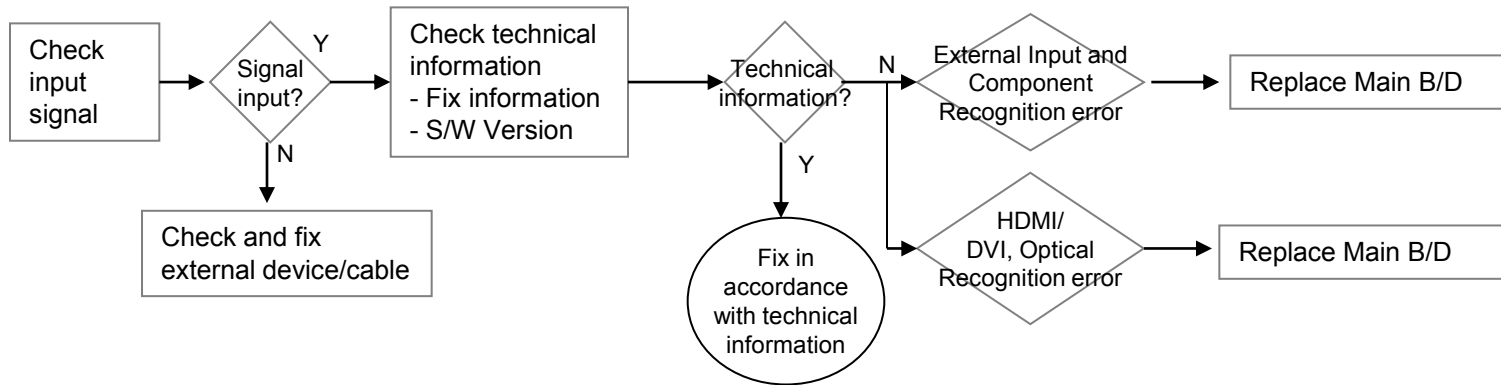 Check
input
signal
Signal
input?
Y
N
Check and fix
external device/cable
Check technical
information
- Fix information
- S/W Version
Technical
information?
N
Y
Fix in
accordance
with technical
information
External Input and
Component
Recognition error
Replace Main B/D
HDMI/
DVI, Optical
Recognition error
Replace Main B/D